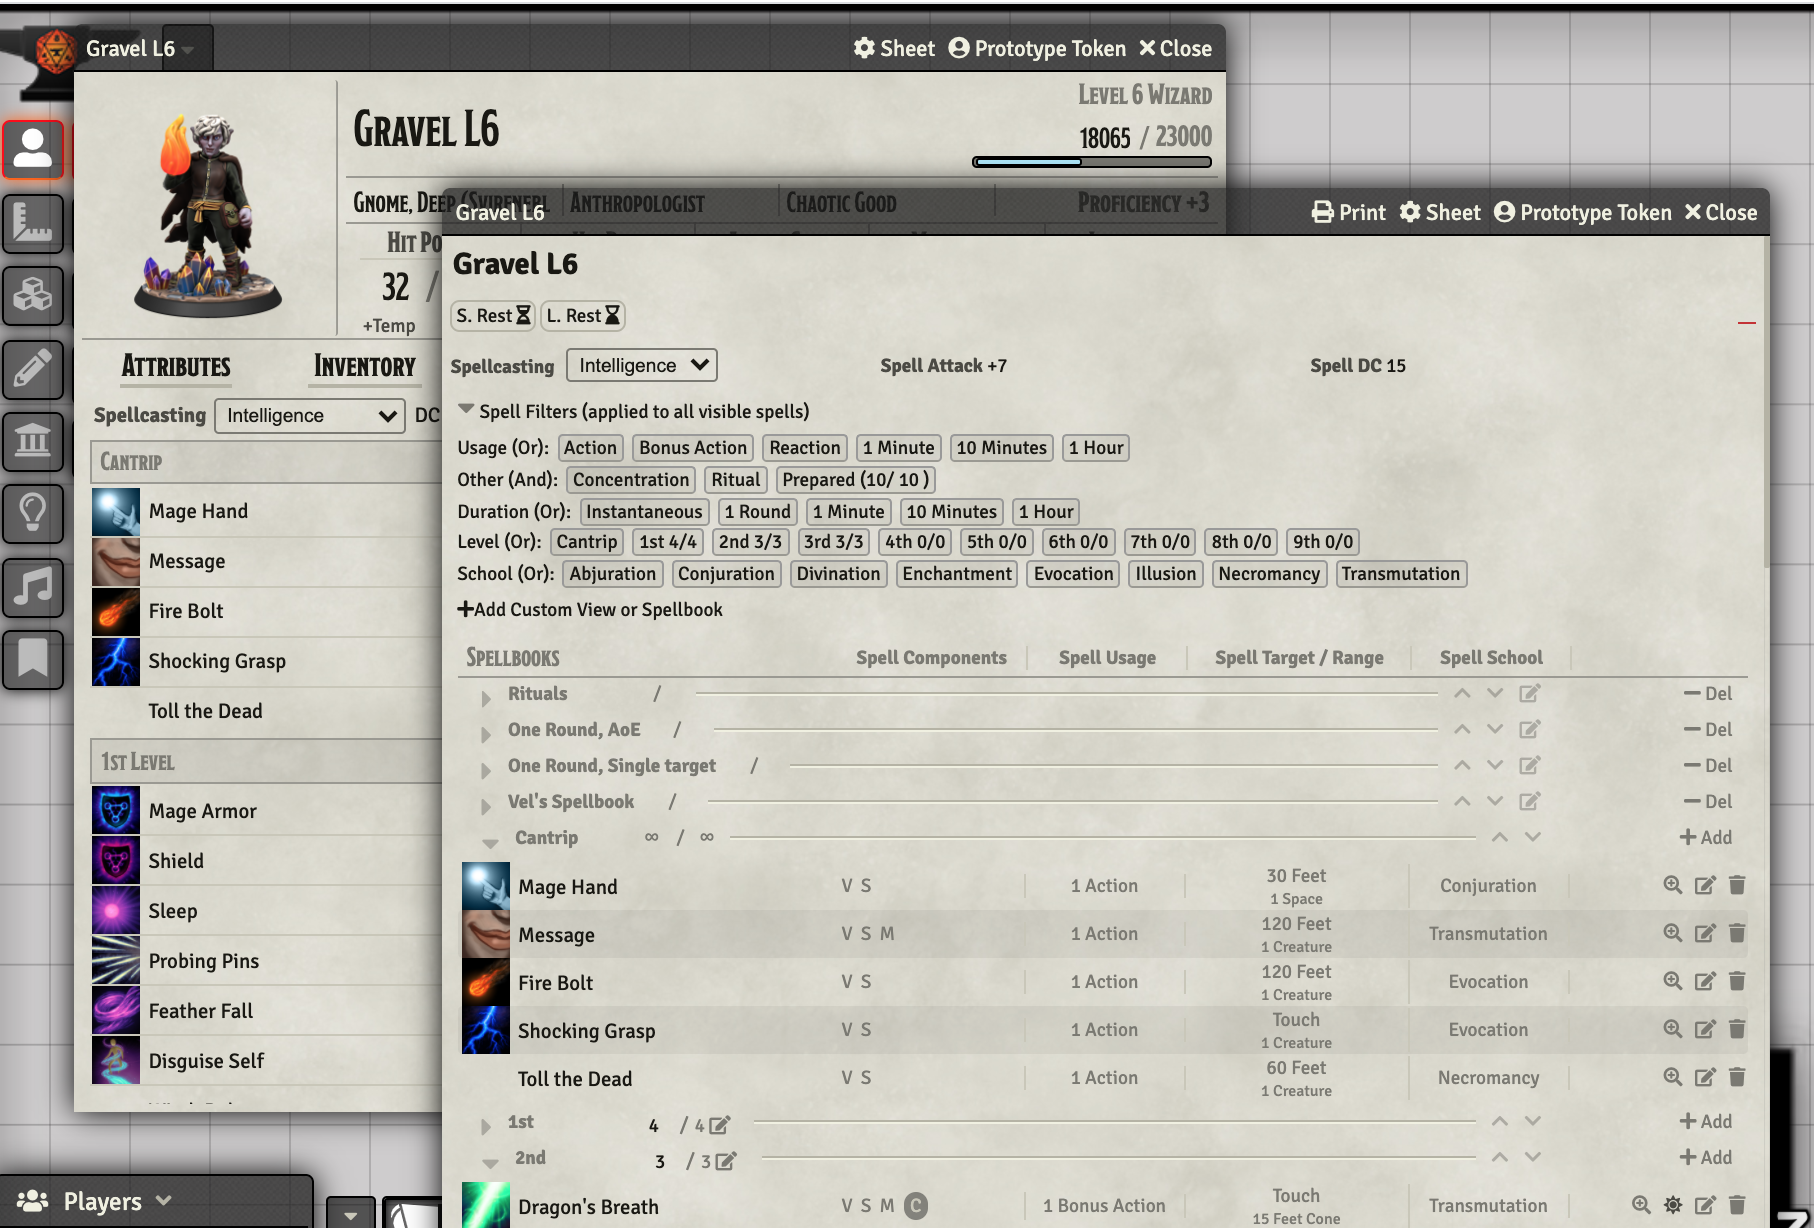 Gravel L6
Sheet Prototype Token Close
Gravel L6
Level 6 Wizard
18065 / 23000
Gnome, Deep (Svirfnebl
Anthropologist
Chaotic Good
Proficiency +3
Hit Po
32 /
+Temp
Attributes
Inventory
Spellcasting Intelligence DC
Cantrip
Mage Hand
Message
Fire Bolt
Shocking Grasp
Toll the Dead
1st Level
Mage Armor
Shield
Sleep
Probing Pins
Feather Fall
Disguise Self
Players
Gravel L6
Print Sheet Prototype Token Close
Gravel L6
S. Rest L. Rest
Spellcasting Intelligence Spell Attack +7 Spell DC 15
Spell Filters (applied to all visible spells)
Usage (Or): Action Bonus Action Reaction 1 Minute 10 Minutes 1 Hour
Other (And): Concentration Ritual Prepared (10/ 10 )
Duration (Or): Instantaneous 1 Round 1 Minute 10 Minutes 1 Hour
Level (Or): Cantrip 1st 4/4 2nd 3/3 3rd 3/3 4th 0/0 5th 0/0 6th 0/0 7th 0/0 8th 0/0 9th 0/0
School (Or): Abjuration Conjuration Divination Enchantment Evocation Illusion Necromancy Transmutation
+Add Custom View or Spellbook
Spellbooks Spell Components Spell Usage Spell Target / Range Spell School
Rituals / Del
One Round, AoE / Del
One Round, Single target / Del
Vel's Spellbook / Del
Cantrip ∞ / ∞ + Add
Mage Hand V S 1 Action 30 Feet Conjuration
1 Space
Message V S M 1 Action 120 Feet Transmutation
1 Creature
Fire Bolt V S 1 Action 120 Feet Evocation
1 Creature
Shocking Grasp V S 1 Action Touch Evocation
1 Creature
Toll the Dead V S 1 Action 60 Feet Necromancy
1 Creature
1st 4 / 4 + Add
2nd 3 / 3 + Add
Dragon's Breath V S M C 1 Bonus Action Touch Transmutation
15 Feet Cone